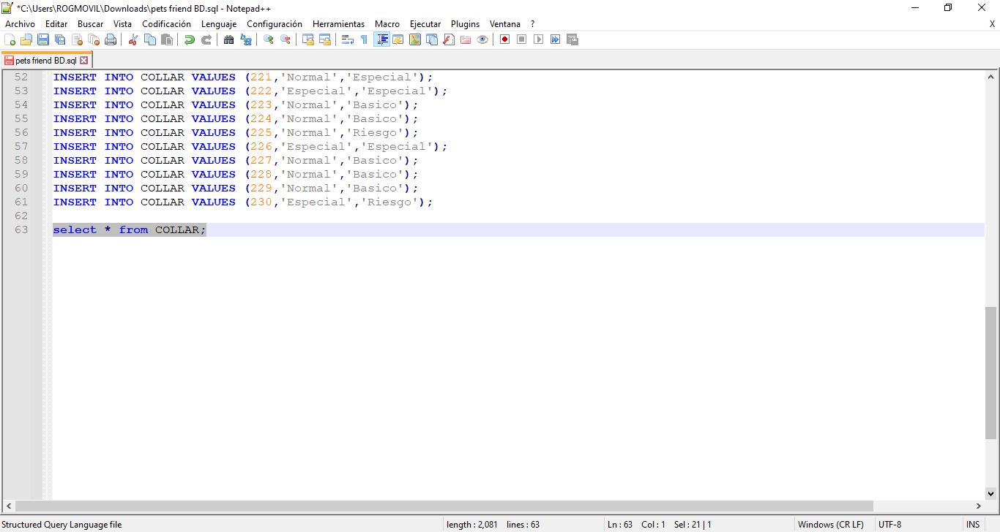 *C:\Users\ROGMOVIL\Downloads\pets friend BD.sql - Notepad++
Archivo Editar Buscar Vista Codificación Lenguaje Configuración Herramientas Macro Ejecutar Plugins Ventana ? X
pets friend BD.sql
52 INSERT INTO COLLAR VALUES (221,'Normal','Especial');
53 INSERT INTO COLLAR VALUES (222,'Especial','Especial');
54 INSERT INTO COLLAR VALUES (223,'Normal','Basico');
55 INSERT INTO COLLAR VALUES (224,'Normal','Basico');
56 INSERT INTO COLLAR VALUES (225,'Normal','Riesgo');
57 INSERT INTO COLLAR VALUES (226,'Especial','Especial');
58 INSERT INTO COLLAR VALUES (227,'Normal','Basico');
59 INSERT INTO COLLAR VALUES (228,'Normal','Basico');
60 INSERT INTO COLLAR VALUES (229,'Normal','Basico');
61 INSERT INTO COLLAR VALUES (230,'Especial','Riesgo');
62
63 select * from COLLAR;
Structured Query Language file length : 2,081 lines : 63 Ln : 63 Col : 1 Sel : 21 | 1 Windows (CR LF) UTF-8 INS